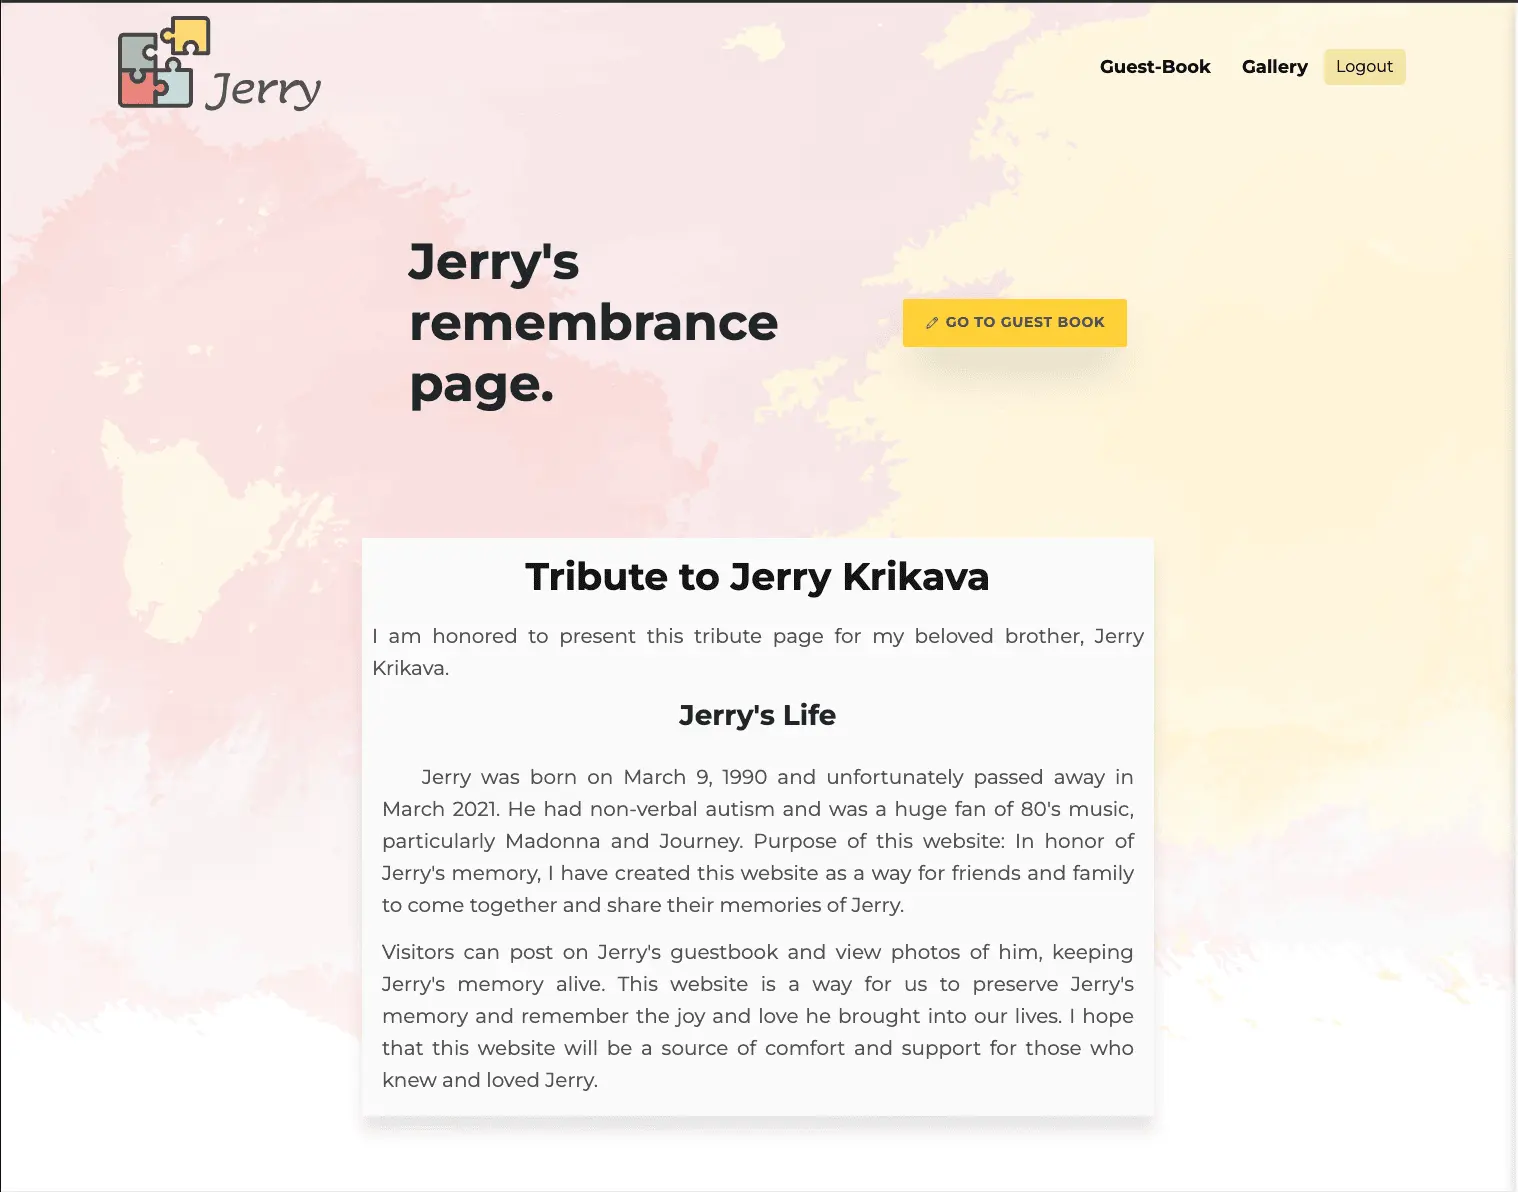 Jerry
Guest-Book
Gallery
Logout
Jerry's
remembrance
page.
GO TO GUEST BOOK
Tribute to Jerry Krikava
I am honored to present this tribute page for my beloved brother, Jerry
Krikava.
Jerry's Life
Jerry was born on March 9, 1990 and unfortunately passed away in
March 2021. He had non-verbal autism and was a huge fan of 80's music,
particularly Madonna and Journey. Purpose of this website: In honor of
Jerry's memory, I have created this website as a way for friends and family
to come together and share their memories of Jerry.
Visitors can post on Jerry's guestbook and view photos of him, keeping
Jerry's memory alive. This website is a way for us to preserve Jerry's
memory and remember the joy and love he brought into our lives. I hope
that this website will be a source of comfort and support for those who
knew and loved Jerry.